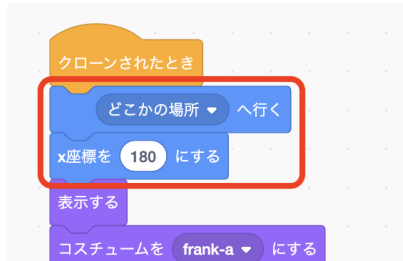 クローンされたとき
どこかの場所 へ行く
x座標を 180 にする
表示する
コスチュームを frank-a にする